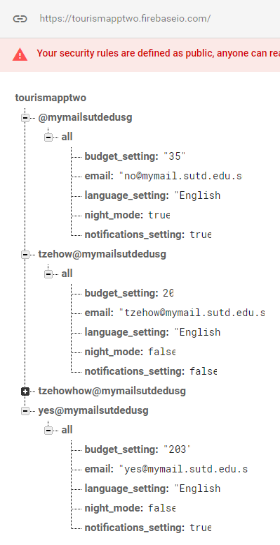 https://tourismapptwo.firebaseio.com/
Your security rules are defined as public, anyone can rea
tourismapptwo
@mymailsutdedusg
all
budget_setting: "35"
email: "no@mymail.sutd.edu.s
language_setting: "English
night_mode: true
notifications_setting: true
tzehow@mymailsutdedusg
all
budget_setting: 20
email: "tzehow@mymail.sutd.edu.s
language_setting: "English
night_mode: false
notifications_setting: false
tzehowhow@mymailsutdedusg
yes@mymailsutdedusg
all
budget_setting: "203"
email: "yes@mymail.sutd.edu.s
language_setting: "English
night_mode: false
notifications_setting: true